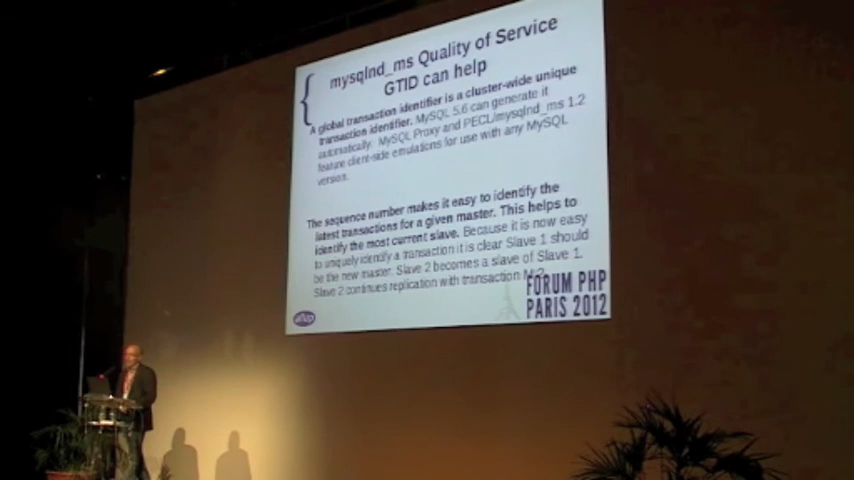 mysqlnd_ms Quality of Service
GTID can help
A global transaction identifier is a cluster-wide unique
transaction identifier. MySQL 5.6 can generate it
automatically. MySQL Proxy and PECL/mysqlnd_ms 1.2
feature client-side emulations for use with any MySQL
version.
The sequence number makes it easy to identify the
latest transactions for a given master. This helps to
identify the most current slave. Because it is now easy
to uniquely identify a transaction it is clear Slave 1 should
be the new master. Slave 2 becomes a slave of Slave 1.
Slave 2 continues replication with transaction
FORUM PHP
PARIS 2012
afup